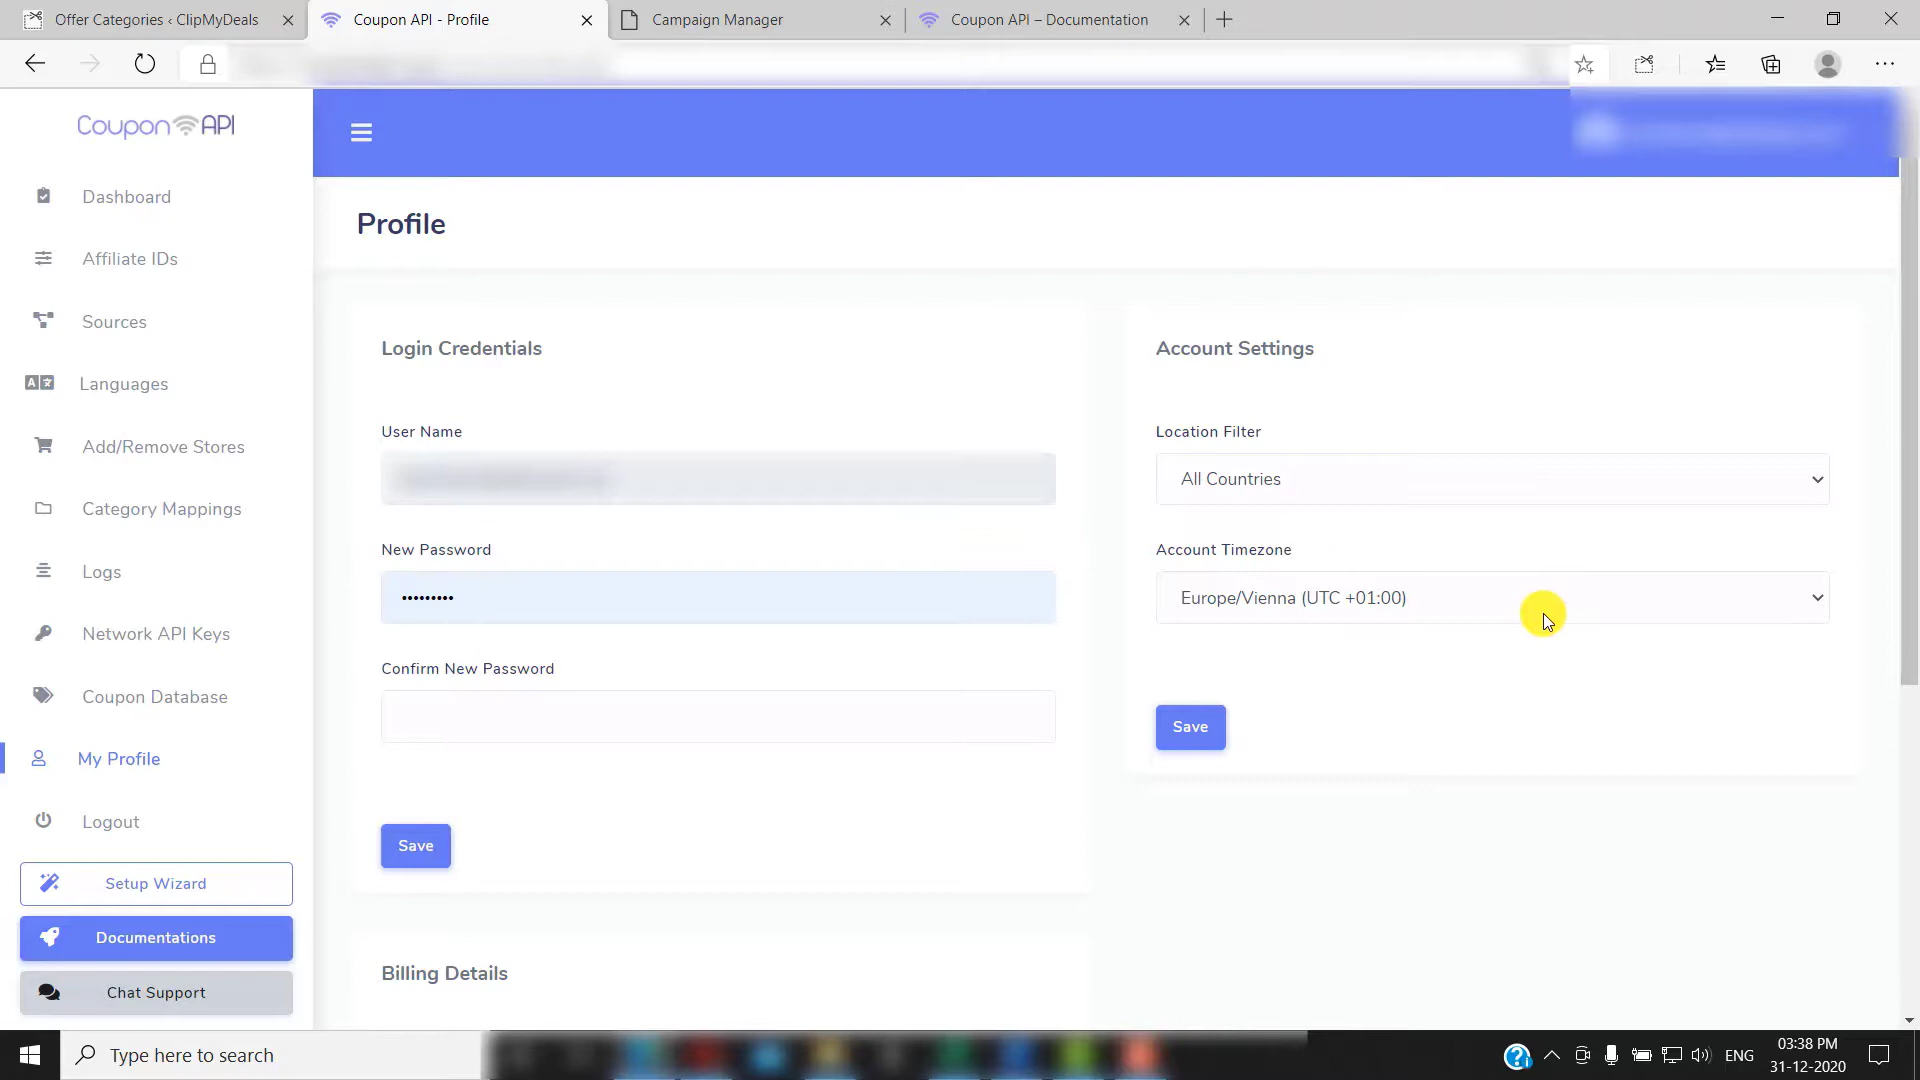 Offer Categories ‹ ClipMyDeals
Coupon API - Profile
Campaign Manager
Coupon API – Documentation
Coupon API
Dashboard
Affiliate IDs
Sources
Languages
Add/Remove Stores
Category Mappings
Logs
Network API Keys
Coupon Database
My Profile
Logout
Setup Wizard
Documentations
Chat Support
Profile
Login Credentials
User Name
New Password
•••••••••
Confirm New Password
Save
Billing Details
Account Settings
Location Filter
All Countries
Account Timezone
Europe/Vienna (UTC +01:00)
Save
Type here to search
ENG
03:38 PM
31-12-2020